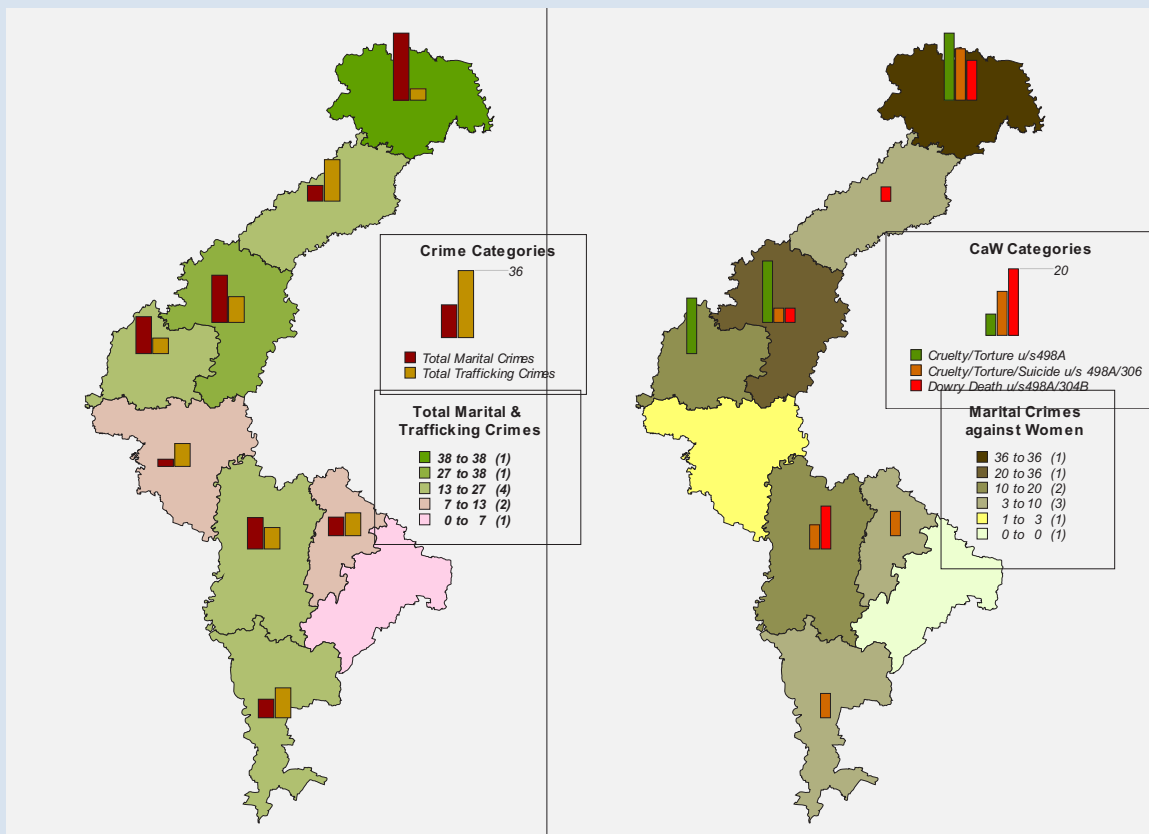 Crime Categories
36
Total Marital Crimes
Total Trafficking Crimes
Total Marital &
Trafficking Crimes
38 to 38 (1)
27 to 38 (1)
13 to 27 (4)
7 to 13 (2)
0 to 7 (1)
CaW Categories
20
Cruelty/Torture u/s498A
Cruelty/Torture/Suicide u/s 498A/306
Dowry Death u/s498A/304B
Marital Crimes
against Women
36 to 36 (1)
20 to 36 (1)
10 to 20 (2)
3 to 10 (3)
1 to 3 (1)
0 to 0 (1)